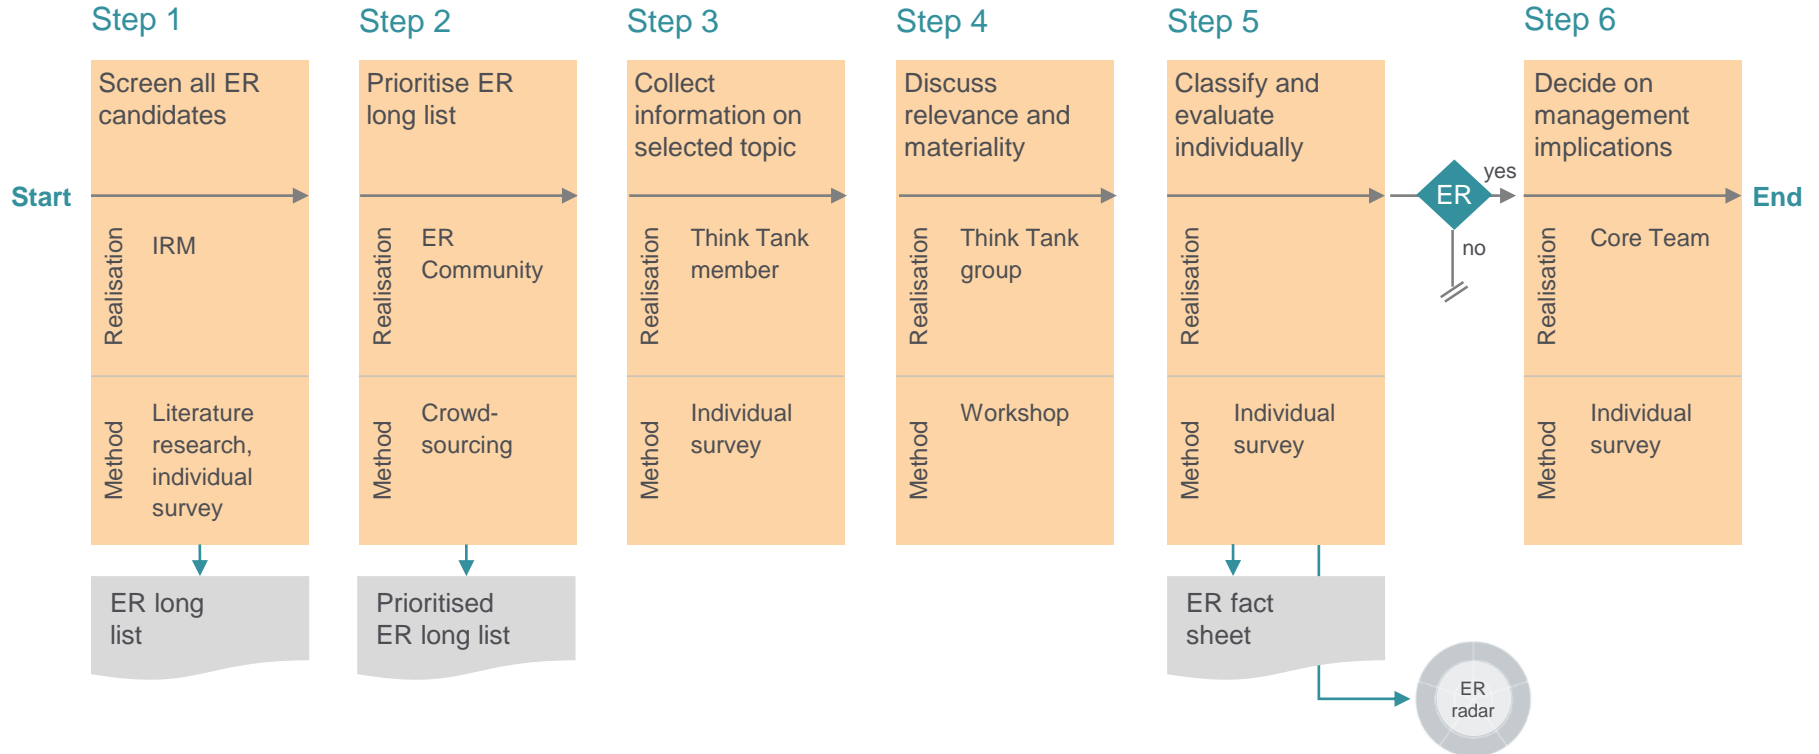 Step 1
Screen all ER
candidates
Start
Realisation
IRM
Method
Literature
research,
individual
survey
ER long
list
Step 2
Prioritise ER
long list
Realisation
ER
Community
Method
Crowd-
sourcing
Prioritised
ER long list
Step 3
Collect
information on
selected topic
Realisation
Think Tank
member
Method
Individual
survey
Step 4
Discuss
relevance and
materiality
Realisation
Think Tank
group
Method
Workshop
Step 5
Classify and
evaluate
individually
Realisation
Method
Individual
survey
ER fact
sheet
ER
radar
ER
yes
no
Step 6
Decide on
management
implications
End
Realisation
Core Team
Method
Individual
survey